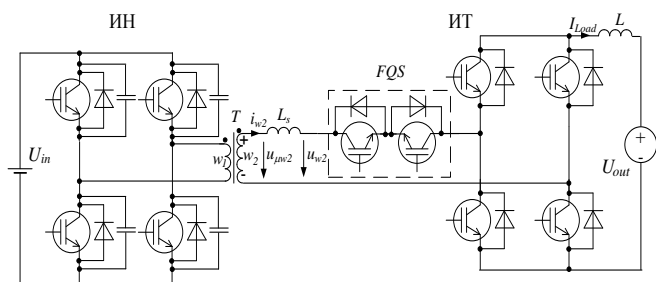 ИН
ИТ
I_Load
L
FQS
T
i_w2
L_s
+
U_in
w_1
w_2
u_μw2
u_w2
-
+
-
U_out